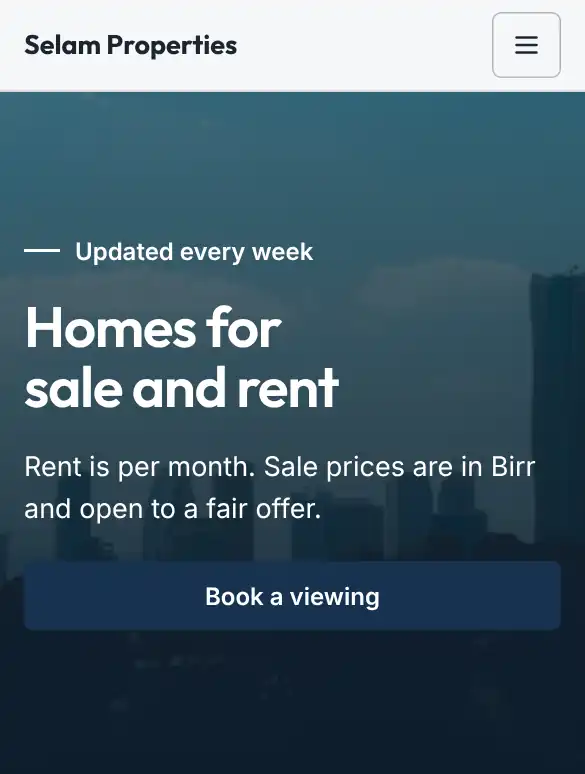 Selam Properties
Updated every week
Homes for
sale and rent
Rent is per month. Sale prices are in Birr
and open to a fair offer.
Book a viewing